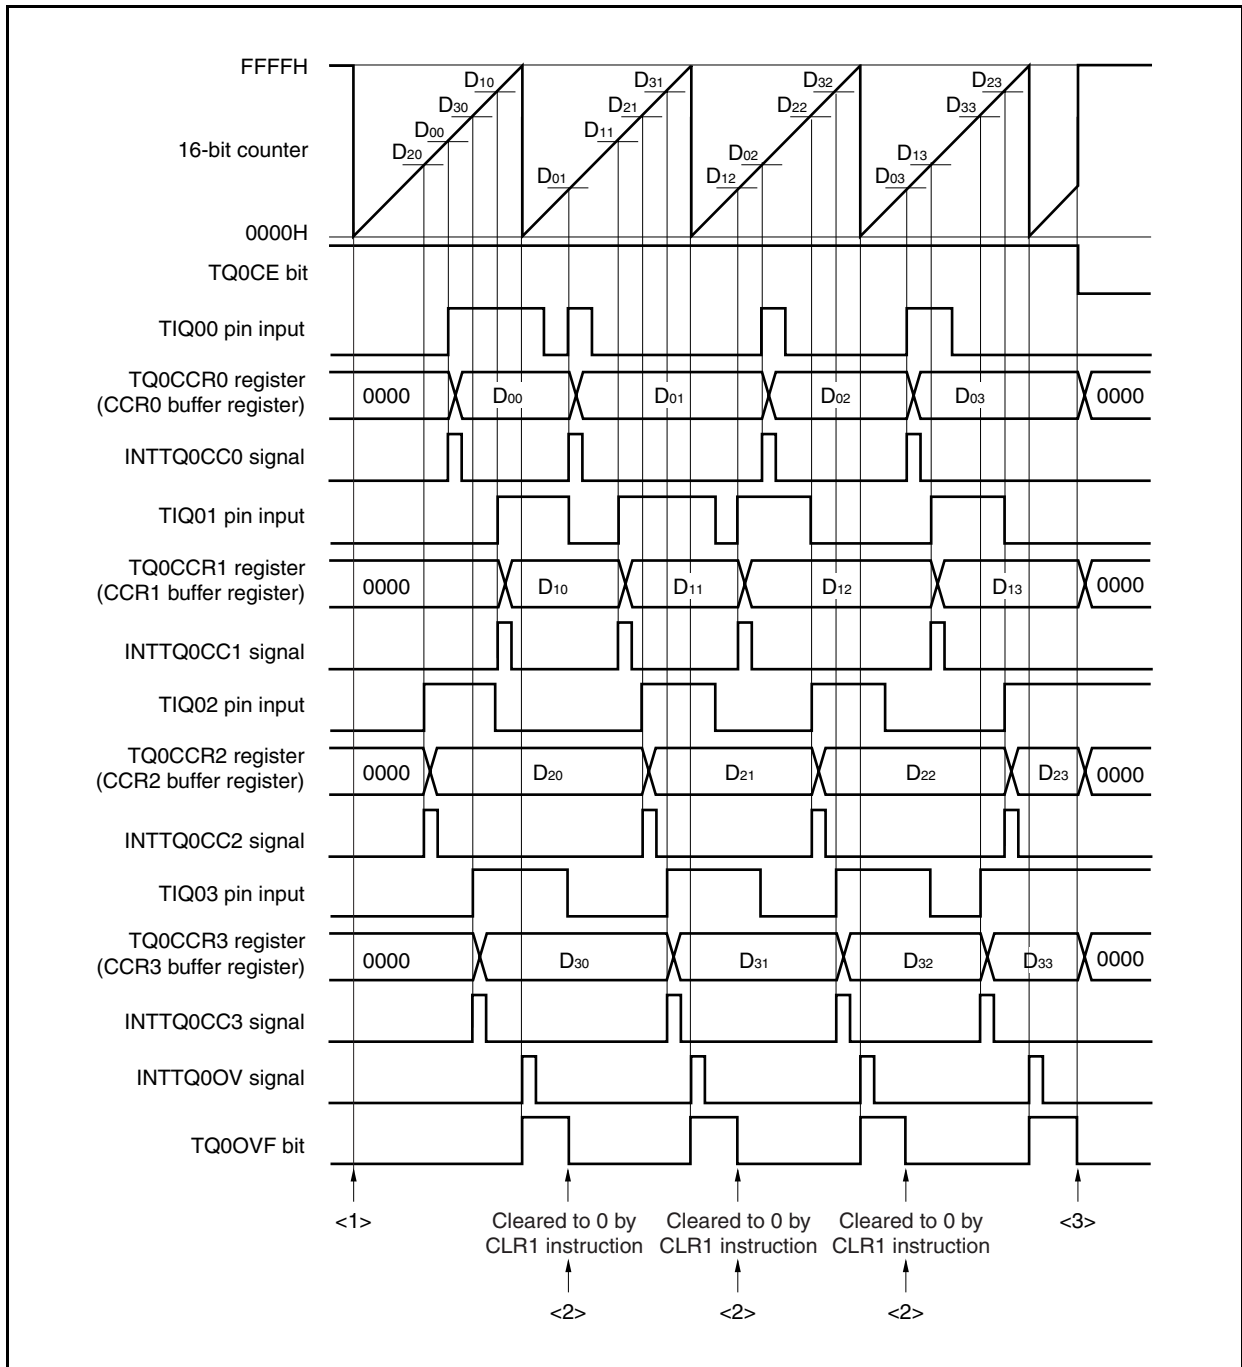 FFFFH
D10
D31
D32
D23
D30
D21
D22
D33
D00
D11
16-bit counter
D20
D02
D13
D01
D12
D03
0000H
TQ0CE bit
TIQ00 pin input
TQ0CCR0 register
(CCR0 buffer register)
0000
D00
D01
D02
D03
0000
INTTQ0CC0 signal
TIQ01 pin input
TQ0CCR1 register
(CCR1 buffer register)
0000
D10
D11
D12
D13
0000
INTTQ0CC1 signal
TIQ02 pin input
TQ0CCR2 register
(CCR2 buffer register)
0000
D20
D21
D22
D23
0000
INTTQ0CC2 signal
TIQ03 pin input
TQ0CCR3 register
(CCR3 buffer register)
0000
D30
D31
D32
D33
0000
INTTQ0CC3 signal
INTTQ0OV signal
TQ0OVF bit
<1>
Cleared to 0 by
CLR1 instruction
<2>
Cleared to 0 by
CLR1 instruction
<2>
Cleared to 0 by
CLR1 instruction
<2>
<3>